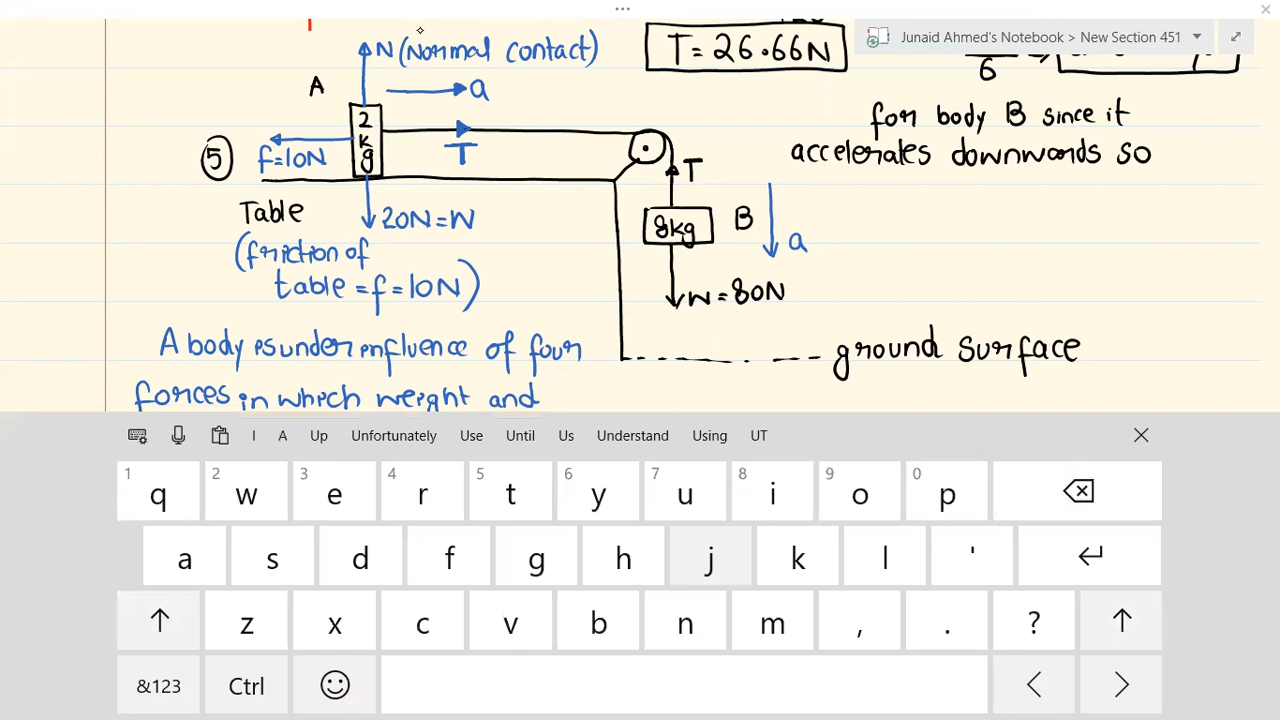 Junaid Ahmed's Notebook > New Section 451
N (Normal contact)
T = 26.66N
6
A
a
2
kg
for body B since it
5
f=10N
T
accelerates downwards so
T
Table
20N=W
8kg
B
a
(friction of
table = f = 10N)
W = 80N
A body is under influence of four
ground surface
forces in which weight and
I A Up Unfortunately Use Until Us Understand Using UT
1 2 3 4 5 6 7 8 9 0
q w e r t y u i o p
a s d f g h j k l '
z x c v b n m , . ?
&123 Ctrl < >